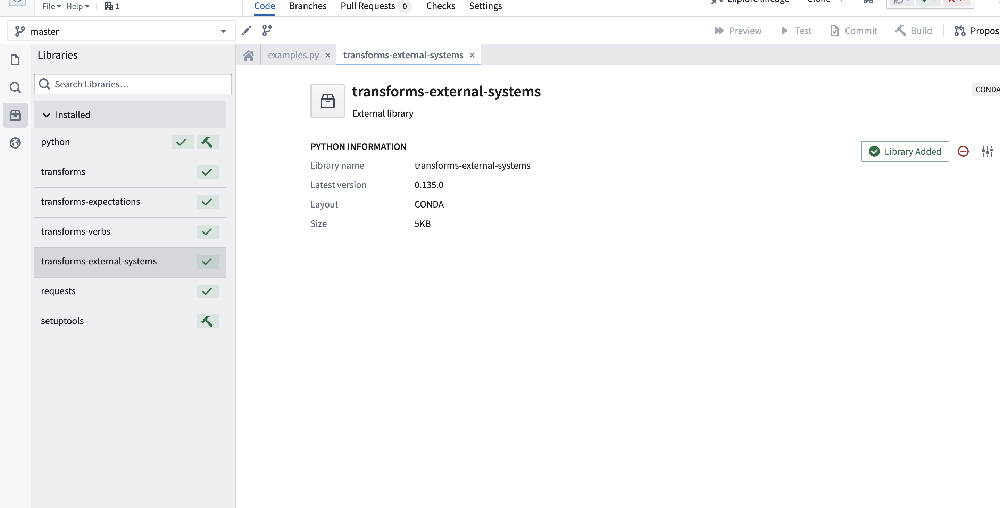 File Help 1
Code Branches Pull Requests 0 Checks Settings
Explore lineage Clone
master
Preview Test Commit Build
Libraries
examples.py transforms-external-systems
Search Libraries…
Installed
python
transforms
transforms-expectations
transforms-verbs
transforms-external-systems
requests
setuptools
transforms-external-systems
CONDA
External library
PYTHON INFORMATION
Library Added
Library name transforms-external-systems
Latest version 0.135.0
Layout CONDA
Size 5KB